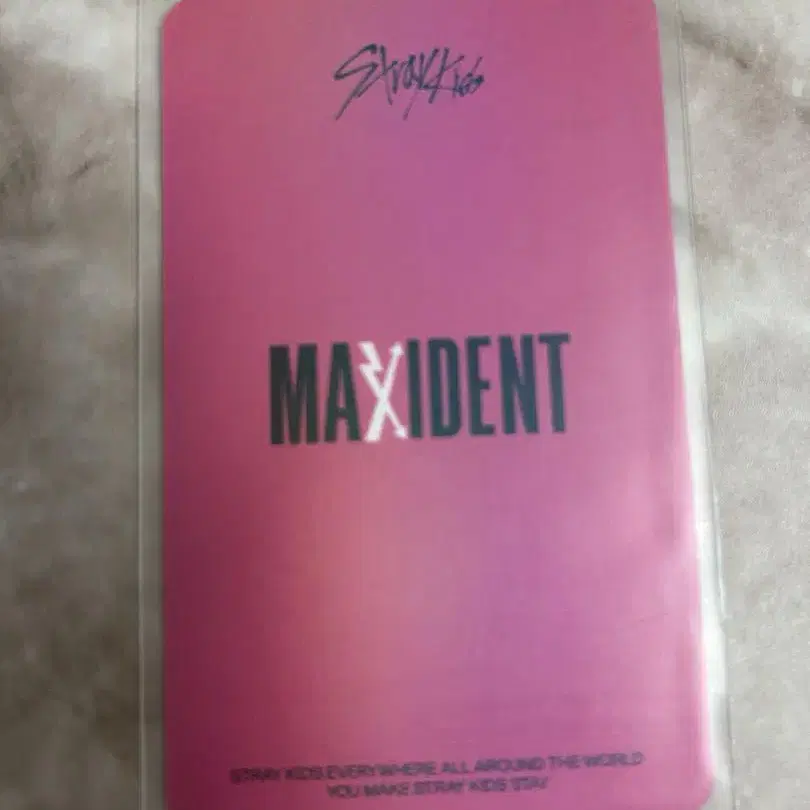 Stray Kids
MAXIDENT
STRAY KIDS EVERYWHERE ALL AROUND THE WORLD
YOU MAKE STRAY KIDS STAY